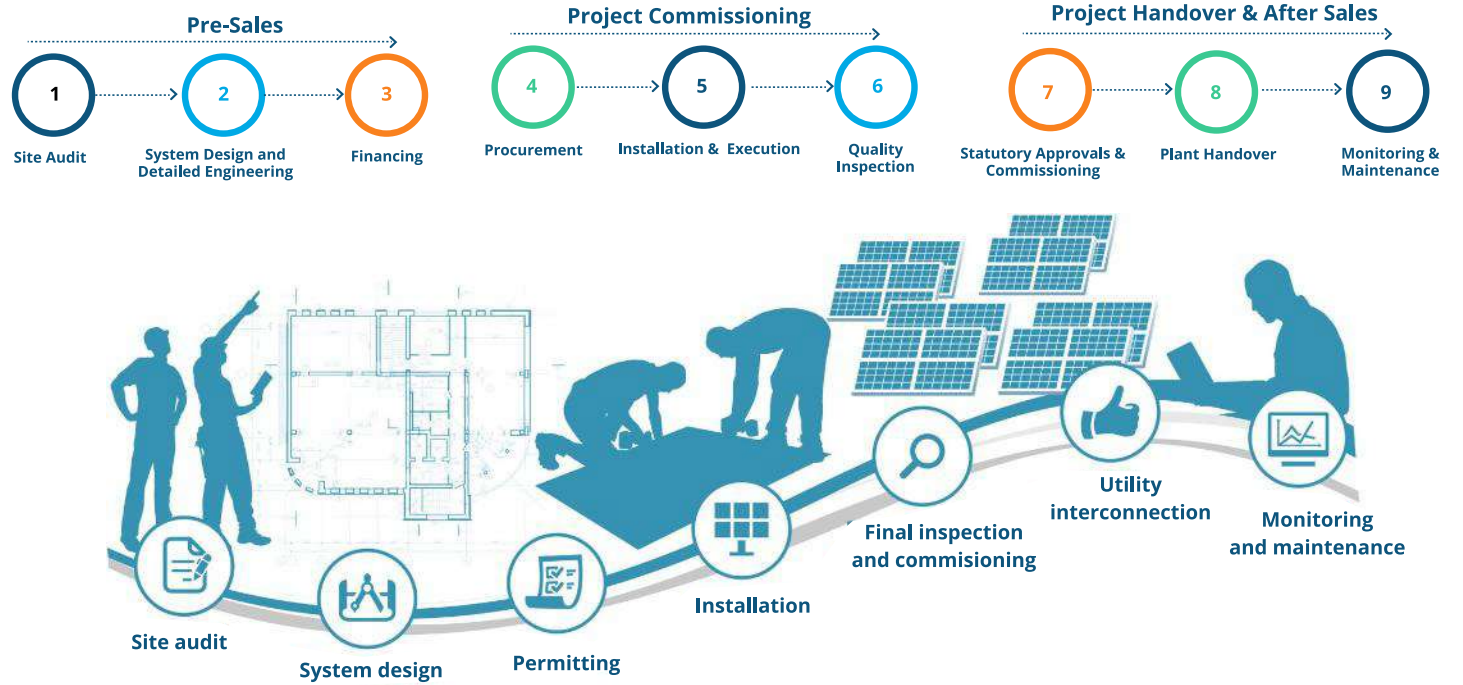 Pre-Sales
Project Commissioning
Project Handover & After Sales
1
2
3
4
5
6
7
8
9
Site Audit
System Design and
Detailed Engineering
Financing
Procurement
Installation & Execution
Quality
Inspection
Statutory Approvals &
Commissioning
Plant Handover
Monitoring &
Maintenance
Site audit
System design
Permitting
Installation
Final inspection
and commisioning
Utility
interconnection
Monitoring
and maintenance